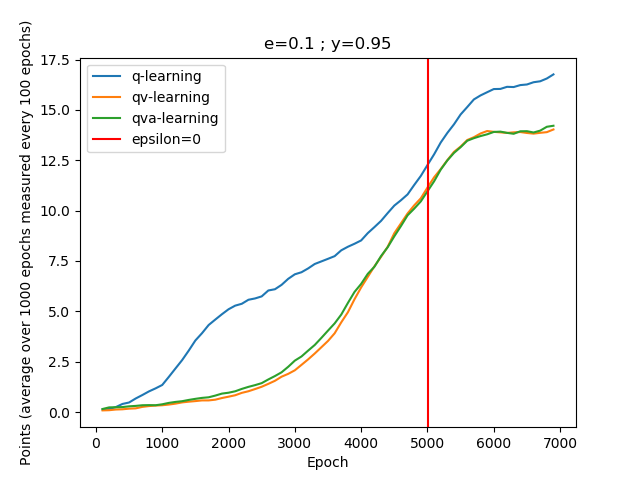 e=0.1 ; y=0.95
Points (average over 1000 epochs measured every 100 epochs)
17.5
15.0
12.5
10.0
7.5
5.0
2.5
0.0
q-learning
qv-learning
qva-learning
epsilon=0
0 1000 2000 3000 4000 5000 6000 7000
Epoch